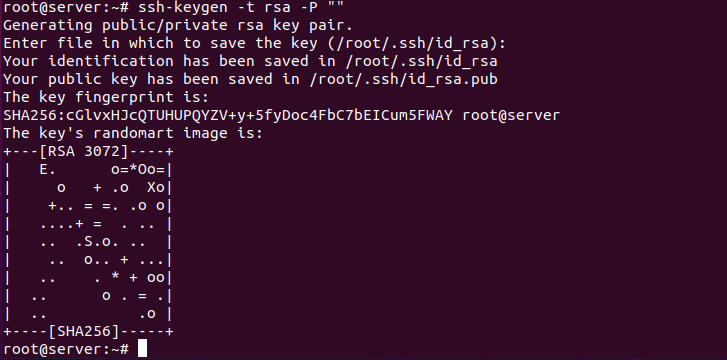 root@server:~# ssh-keygen -t rsa -P ""
Generating public/private rsa key pair.
Enter file in which to save the key (/root/.ssh/id_rsa):
Your identification has been saved in /root/.ssh/id_rsa
Your public key has been saved in /root/.ssh/id_rsa.pub
The key fingerprint is:
SHA256:cGlvxHJcQTUHUPQYZV+y+5fyDoc4FbC7bEICum5FWAY root@server
The key's randomart image is:
+---[RSA 3072]----+
|   E.      o=*Oo=|
|     o   + .o  Xo|
|    +.. = =. .o o|
|   ....+ =  . .. |
|   ..  .S.o. ..  |
|    ..  o.. + ...|
|   ..    . * + oo|
|  ..      o . = .|
|  ..          .o |
+----[SHA256]-----+
root@server:~#